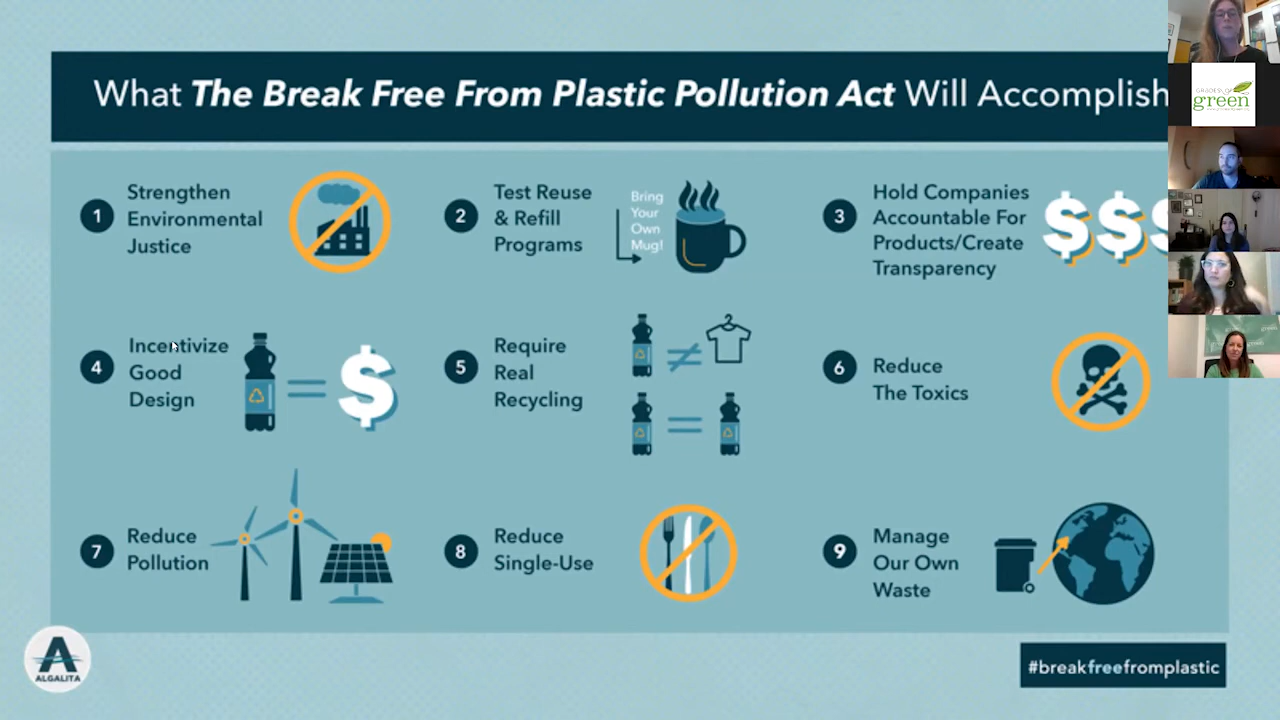 What The Break Free From Plastic Pollution Act Will Accomplish
GRADES OF
green
1
Strengthen
Environmental
Justice
2
Test Reuse
& Refill
Programs
Bring
Your
Own
Mug!
3
Hold Companies
Accountable For
Products/Create
Transparency
$$$
4
Incentivize
Good
Design
= $
5
Require
Real
Recycling
≠
=
6
Reduce
The Toxics
7
Reduce
Pollution
8
Reduce
Single-Use
9
Manage
Our Own
Waste
A
ALGALITA
#breakfreefromplastic